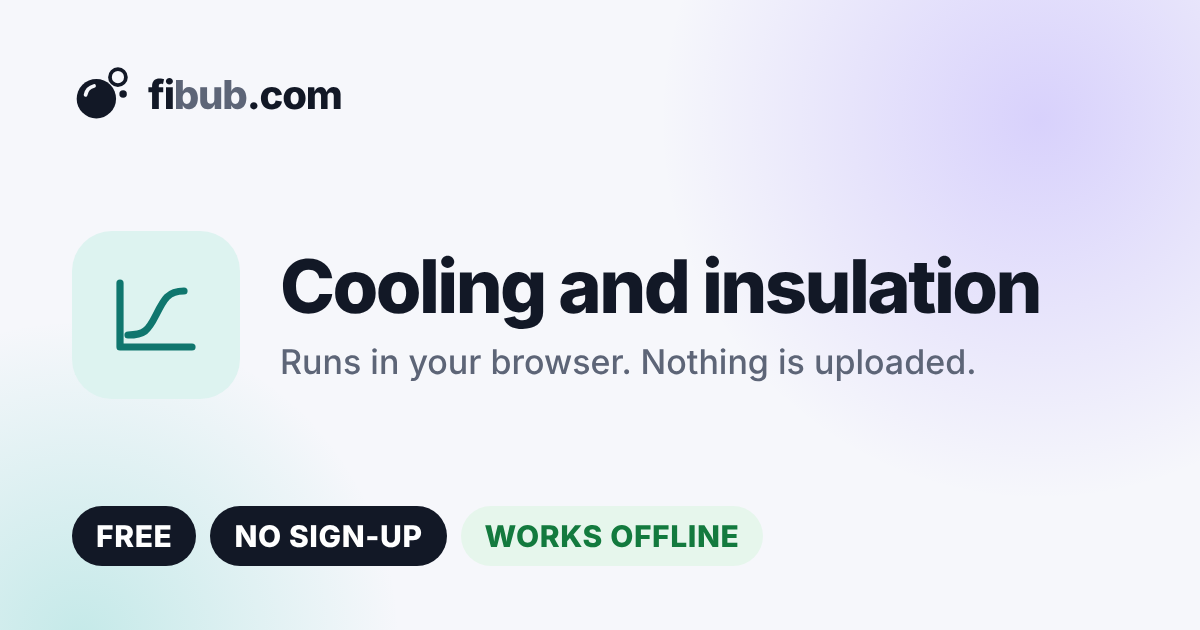 fibub.com
Cooling and insulation
Runs in your browser. Nothing is uploaded.
FREE NO SIGN-UP WORKS OFFLINE